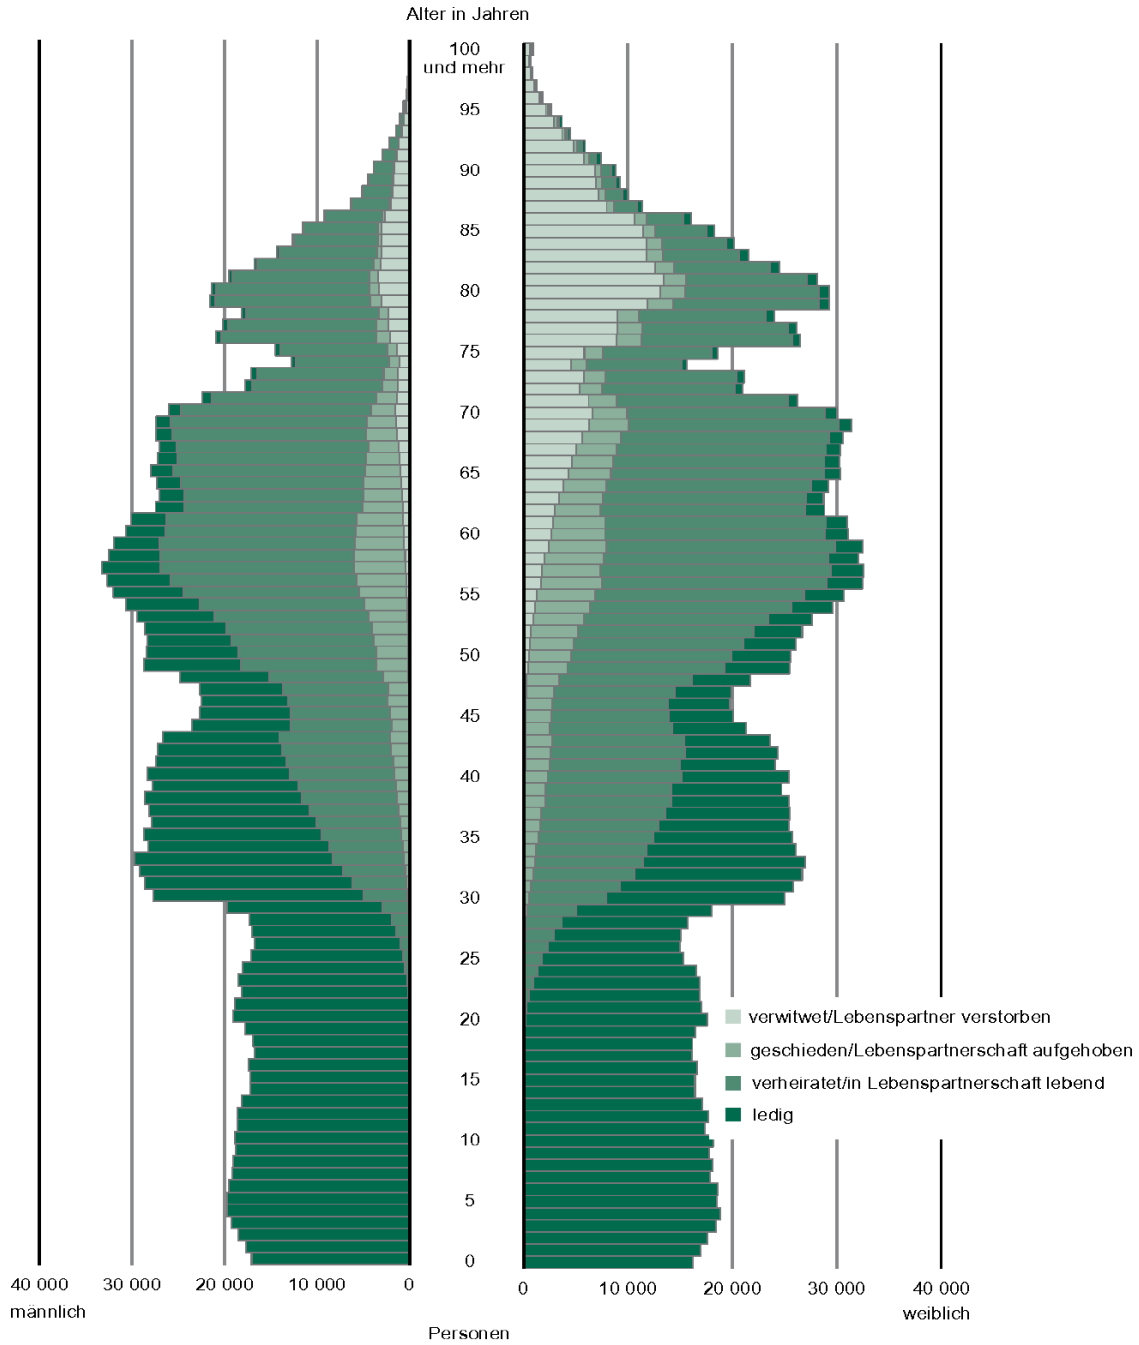 Alter in Jahren
100
und mehr
95
90
85
80
75
70
65
60
55
50
45
40
35
30
25
20
15
10
5
0
verwitwet/Lebenspartner verstorben
geschieden/Lebenspartnerschaft aufgehoben
verheiratet/in Lebenspartnerschaft lebend
ledig
40 000 30 000 20 000 10 000 0
0 10 000 20 000 30 000 40 000
männlich
weiblich
Personen